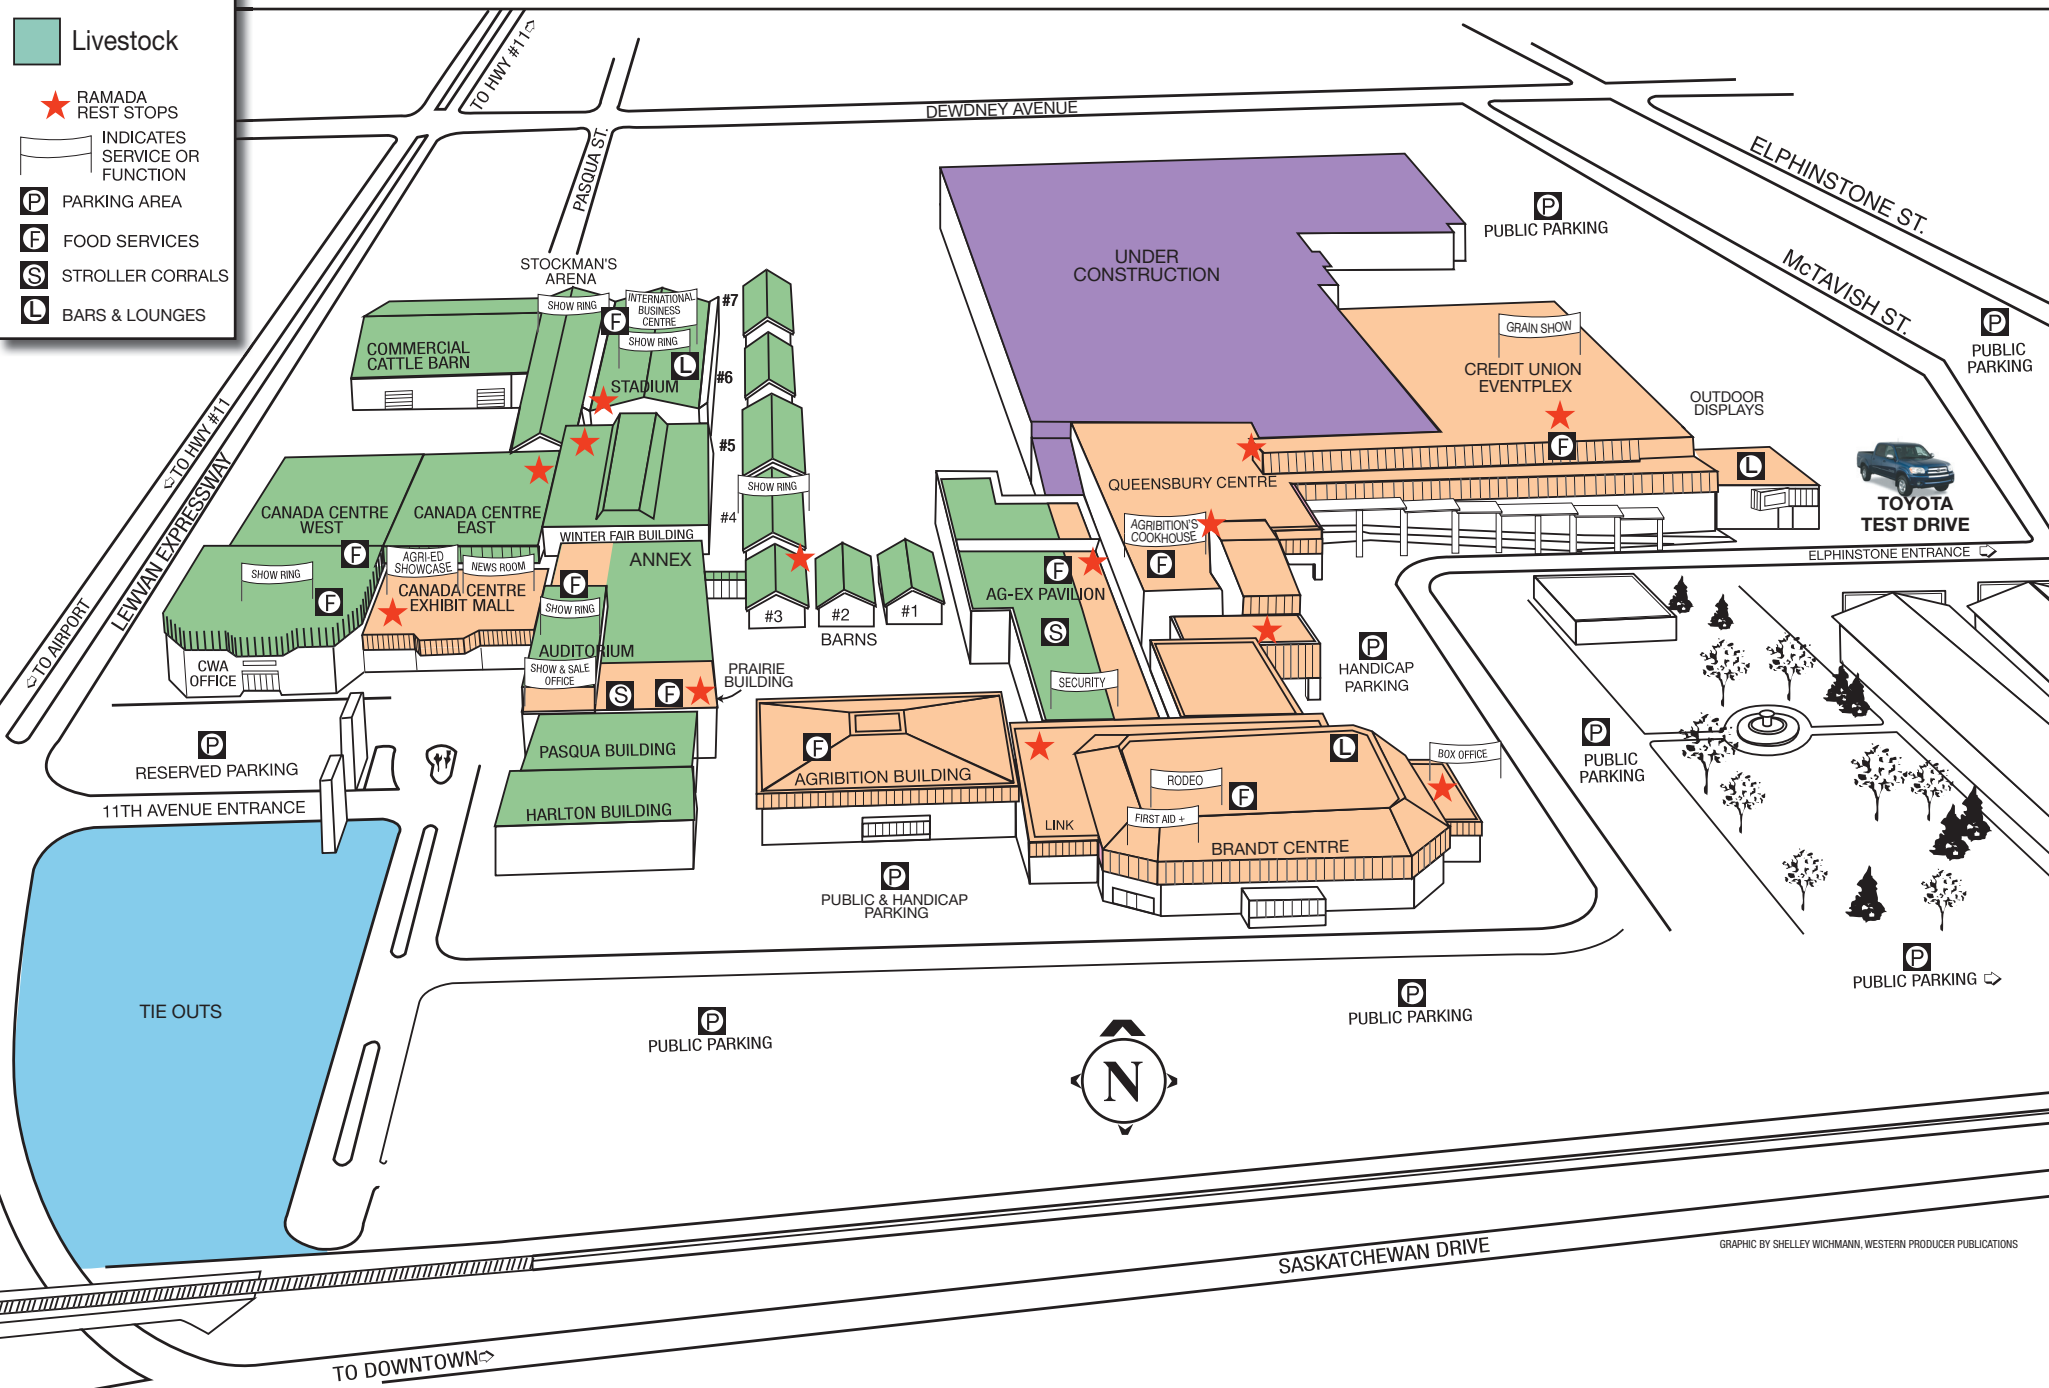 Livestock
RAMADA
REST STOPS
INDICATES
SERVICE OR
FUNCTION
P PARKING AREA
F FOOD SERVICES
S STROLLER CORRALS
L BARS & LOUNGES
TO HWY #11
PASQUA ST.
DEWDNEY AVENUE
ELPHINSTONE ST.
McTAVISH ST.
P
PUBLIC PARKING
P
PUBLIC
PARKING
UNDER
CONSTRUCTION
STOCKMAN'S
ARENA
SHOW RING
INTERNATIONAL
BUSINESS
CENTRE
F
SHOW RING
L
STADIUM
COMMERCIAL
CATTLE BARN
#7
#6
#5
SHOW RING
#4
#3
#2
#1
BARNS
GRAIN SHOW
CREDIT UNION
EVENTPLEX
F
OUTDOOR
DISPLAYS
L
TOYOTA
TEST DRIVE
ELPHINSTONE ENTRANCE
TO HWY #11
LEWVAN EXPRESSWAY
TO AIRPORT
CANADA CENTRE
WEST
CANADA CENTRE
EAST
WINTER FAIR BUILDING
ANNEX
F
SHOW RING
F
AGRI-ED
SHOWCASE
NEWS ROOM
CANADA CENTRE
EXHIBIT MALL
F
SHOW RING
AUDITORIUM
SHOW & SALE
OFFICE
CWA
OFFICE
S
F
PRAIRIE
BUILDING
QUEENSBURY CENTRE
AGRIBITION'S
COOKHOUSE
F
F
AG-EX PAVILION
S
SECURITY
P
HANDICAP
PARKING
P
RESERVED PARKING
11TH AVENUE ENTRANCE
PASQUA BUILDING
HARLTON BUILDING
F
AGRIBITION BUILDING
LINK
L
RODEO
F
FIRST AID +
BRANDT CENTRE
BOX OFFICE
P
PUBLIC
PARKING
P
PUBLIC & HANDICAP
PARKING
P
PUBLIC PARKING
P
PUBLIC PARKING
P
PUBLIC PARKING
TIE OUTS
N
SASKATCHEWAN DRIVE
GRAPHIC BY SHELLEY WICHMANN, WESTERN PRODUCER PUBLICATIONS
TO DOWNTOWN